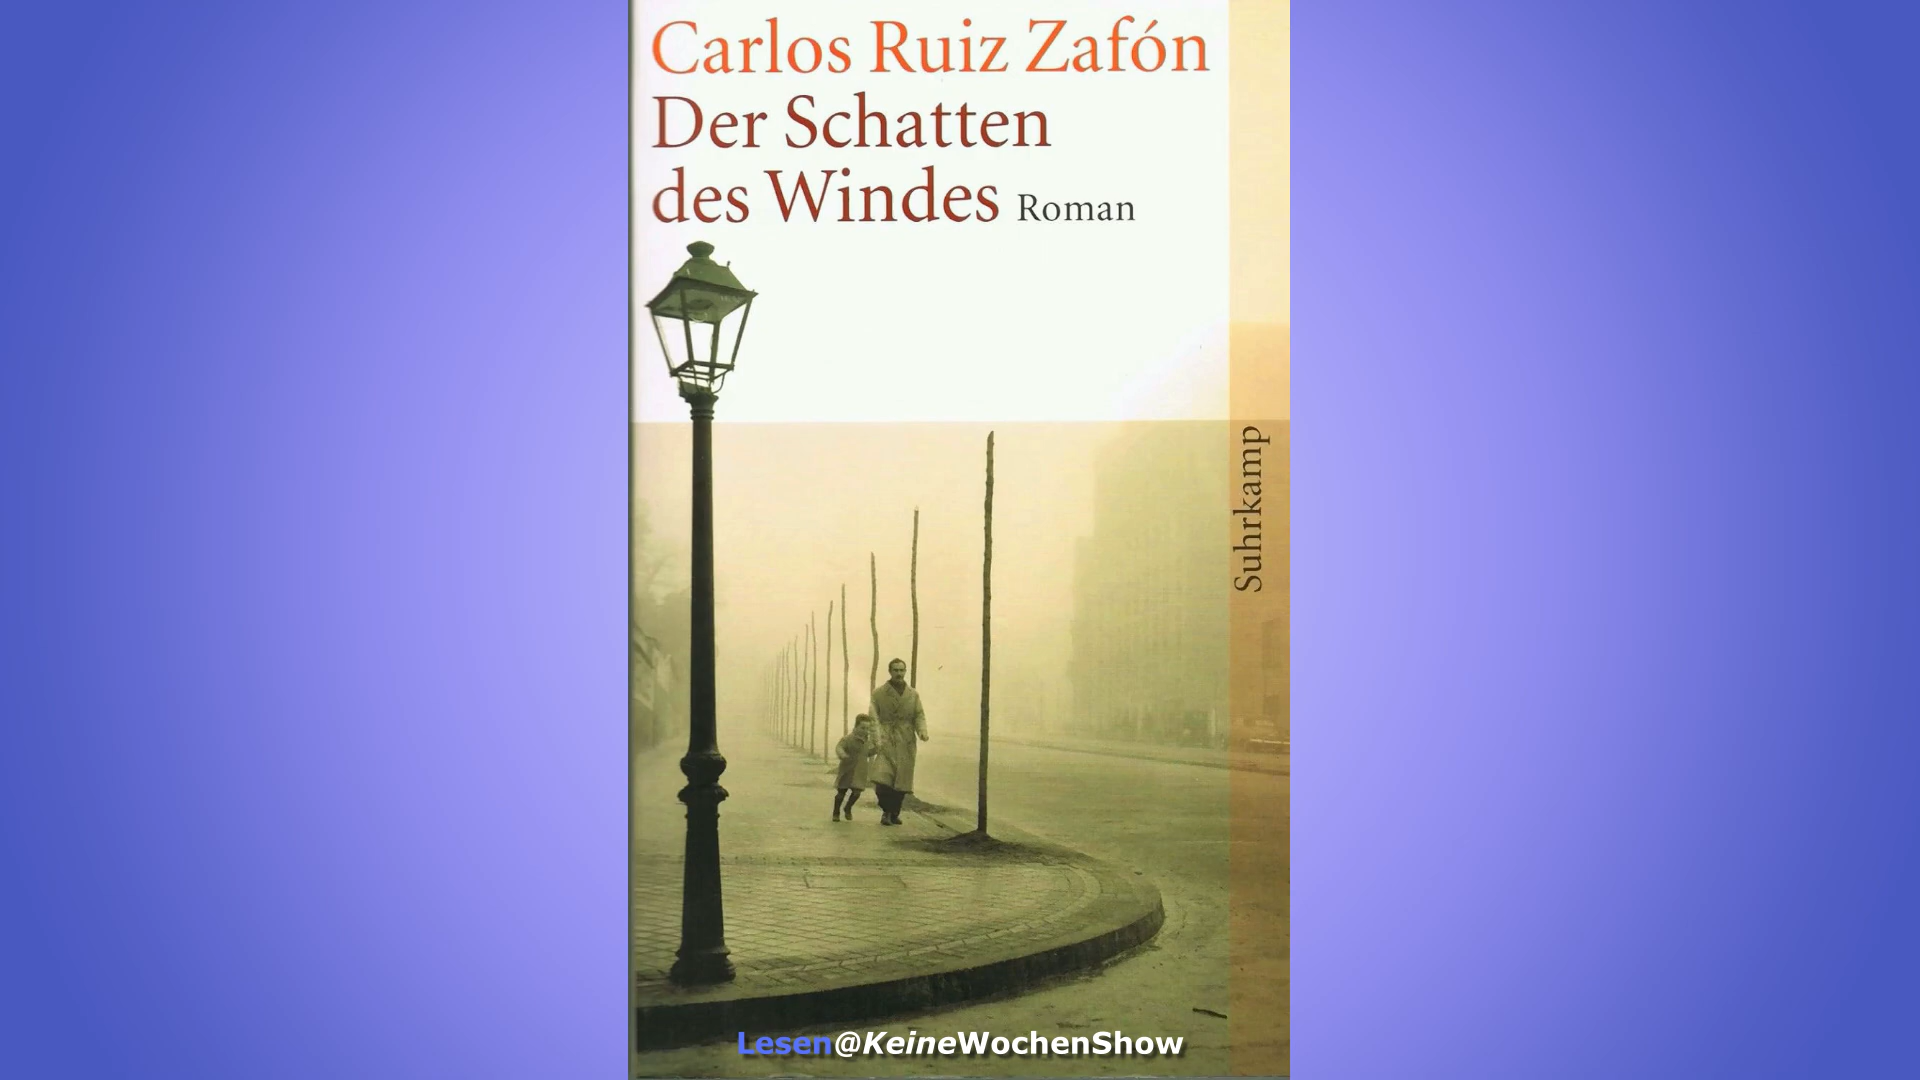 Carlos Ruiz Zafón
Der Schatten
des Windes Roman
Suhrkamp
Lesen@KeineWochenShow